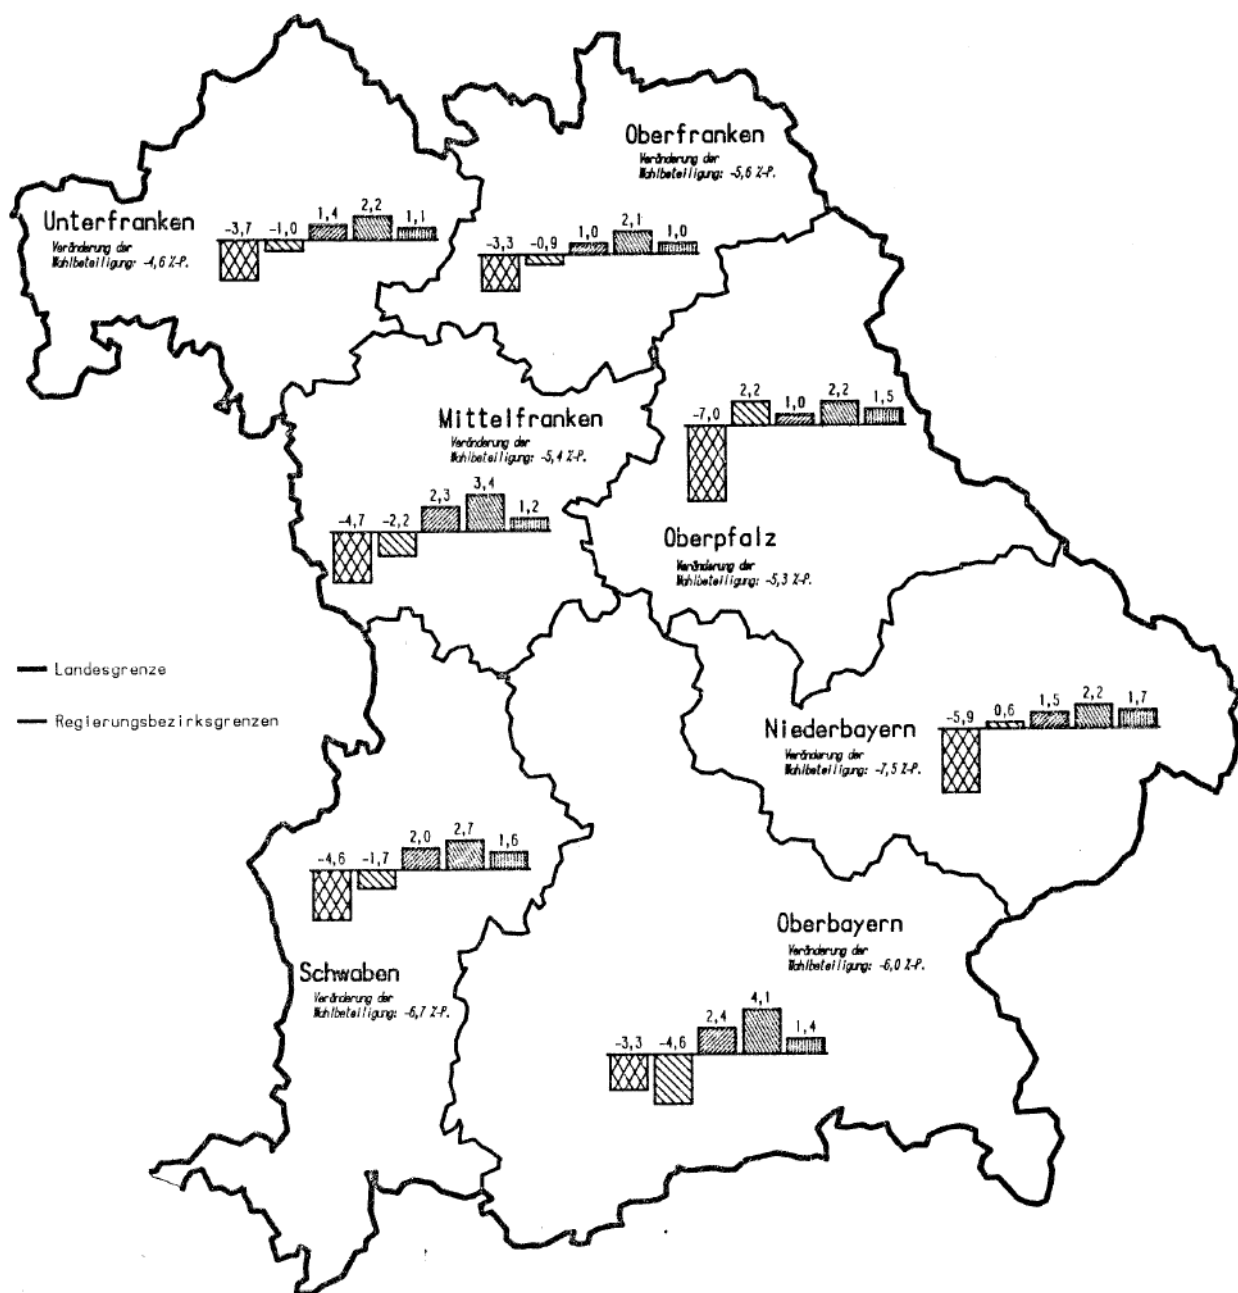 Oberfranken
Veränderung der
Wahlbeteiligung: -5,6 %-P.
-3,3 -0,9 1,0 2,1 1,0
Unterfranken
Veränderung der
Wahlbeteiligung: -4,6 %-P.
-3,7 -1,0 1,4 2,2 1,1
Mittelfranken
Veränderung der
Wahlbeteiligung: -5,4 %-P.
-4,7 -2,2 2,3 3,4 1,2
-7,0 2,2 1,0 2,2 1,5
Oberpfalz
Veränderung der
Wahlbeteiligung: -5,3 %-P.
Landesgrenze
Regierungsbezirksgrenzen
Niederbayern
Veränderung der
Wahlbeteiligung: -7,5 %-P.
-5,9 0,6 1,5 2,2 1,7
-4,6 -1,7 2,0 2,7 1,6
Schwaben
Veränderung der
Wahlbeteiligung: -6,7 %-P.
Oberbayern
Veränderung der
Wahlbeteiligung: -6,0 %-P.
-3,3 -4,6 2,4 4,1 1,4